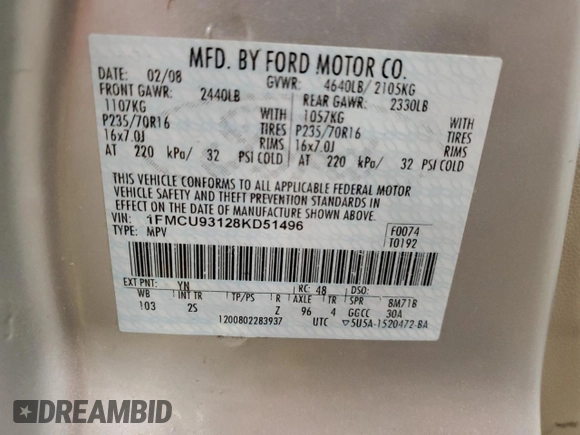 MFD. BY FORD MOTOR CO.
DATE: 02/08 GVWR: 4640LB/ 2105KG
FRONT GAWR: 2440LB REAR GAWR: 2330LB
1107KG WITH 1057KG WITH
P235/70R16 TIRES P235/70R16 TIRES
16x7.0J RIMS 16x7.0J RIMS
AT 220 kPa/ 32 PSI COLD AT 220 kPa/ 32 PSI COLD
THIS VEHICLE CONFORMS TO ALL APPLICABLE FEDERAL MOTOR
VEHICLE SAFETY AND THEFT PREVENTION STANDARDS IN
EFFECT ON THE DATE OF MANUFACTURE SHOWN ABOVE.
VIN: 1FMCU93128KD51496 F0074
TYPE: MPV T0192
EXT PNT: YN RC: 48 DSO:
WB INT TR TP/PS R AXLE TR SPR BM71B
103 2S Z 96 4 GGCC 30A
1200802283937 UTC ▽5U5A-1520472-BA
DREAMBID